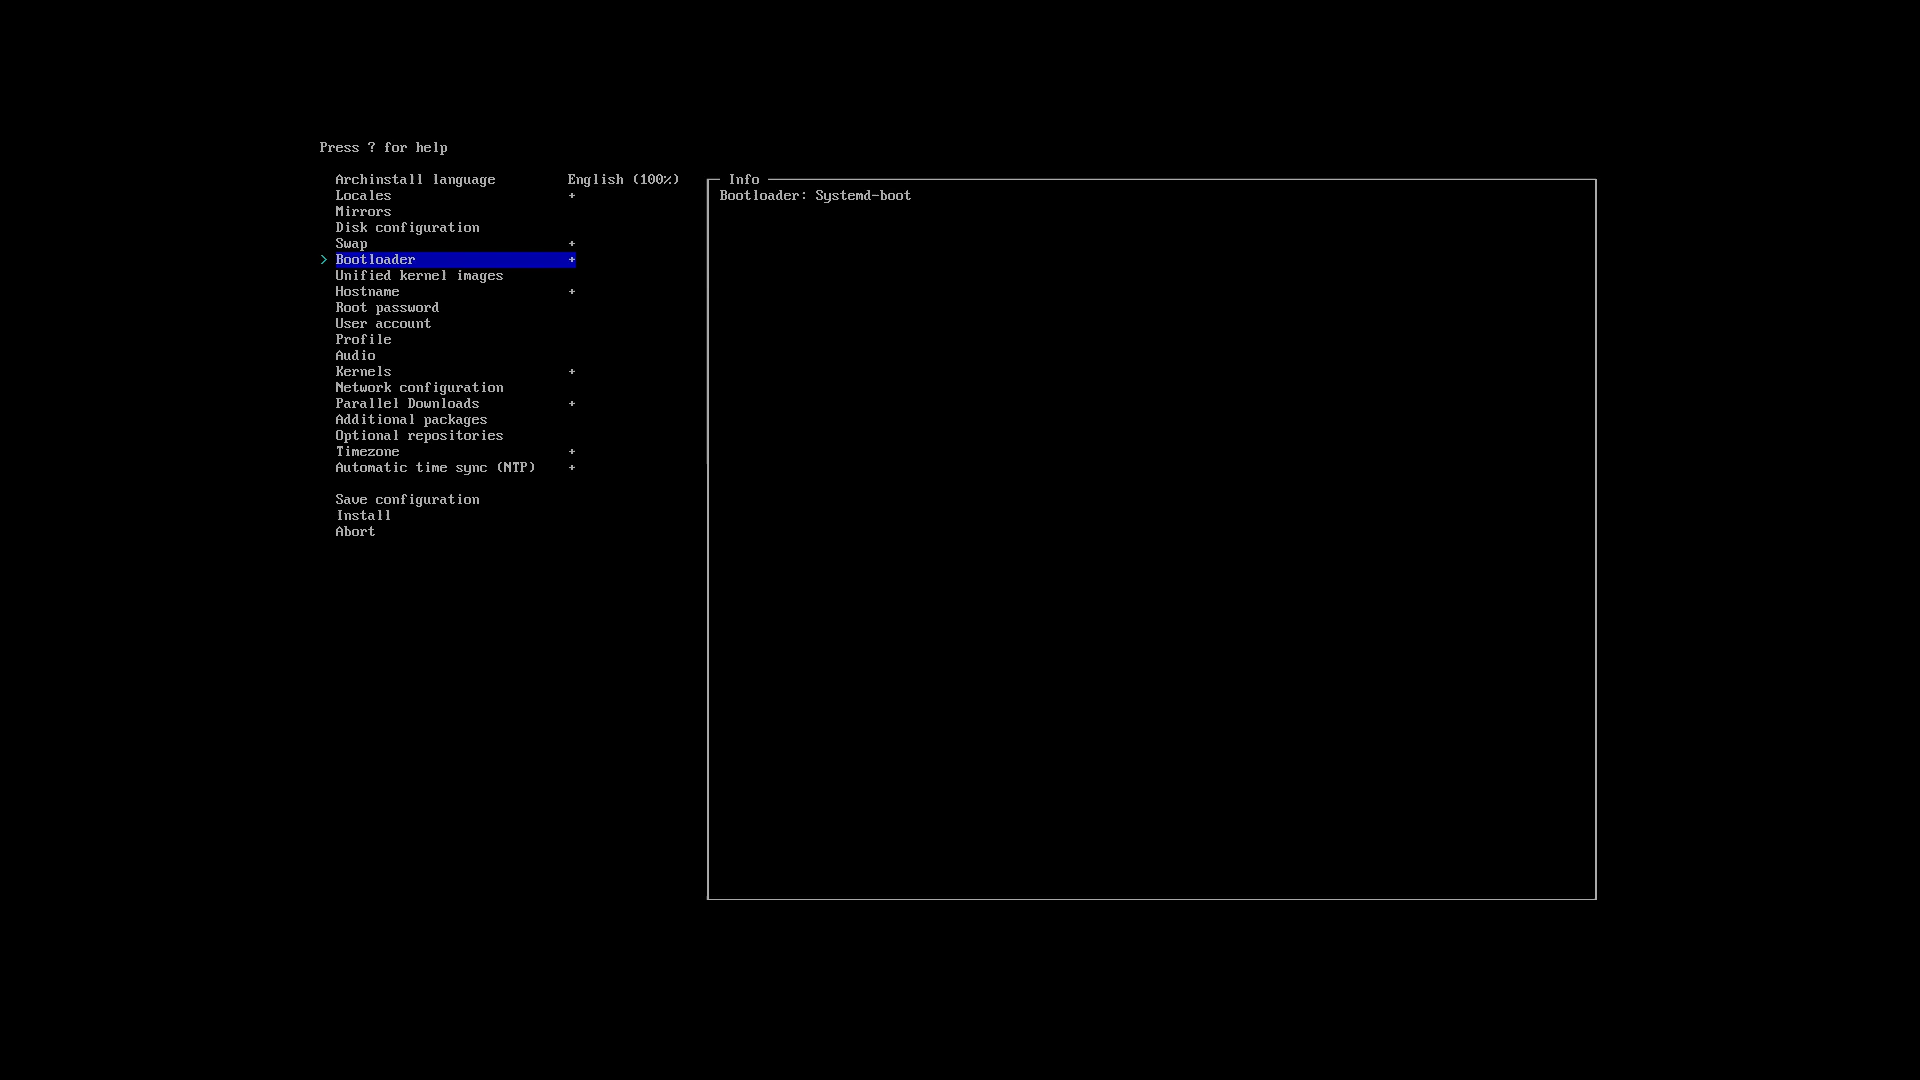 Press ? for help
Archinstall language English (100%)
Locales +
Mirrors
Disk configuration
Swap +
> Bootloader +
Unified kernel images
Hostname +
Root password
User account
Profile
Audio
Kernels +
Network configuration
Parallel Downloads +
Additional packages
Optional repositories
Timezone +
Automatic time sync (NTP) +
Save configuration
Install
Abort
Info
Bootloader: Systemd-boot